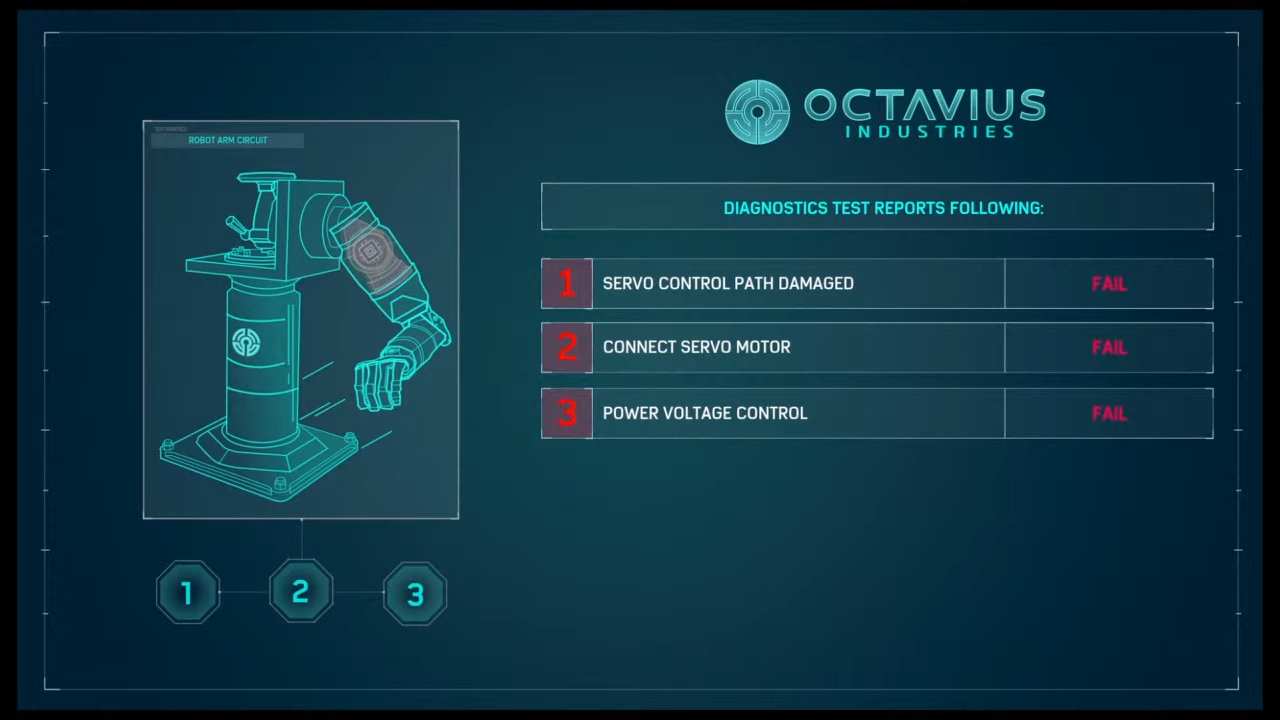 OCTAVIUS
INDUSTRIES
ROBOT ARM CIRCUIT
DIAGNOSTICS TEST REPORTS FOLLOWING:
1 SERVO CONTROL PATH DAMAGED FAIL
2 CONNECT SERVO MOTOR FAIL
3 POWER VOLTAGE CONTROL FAIL
1 2 3